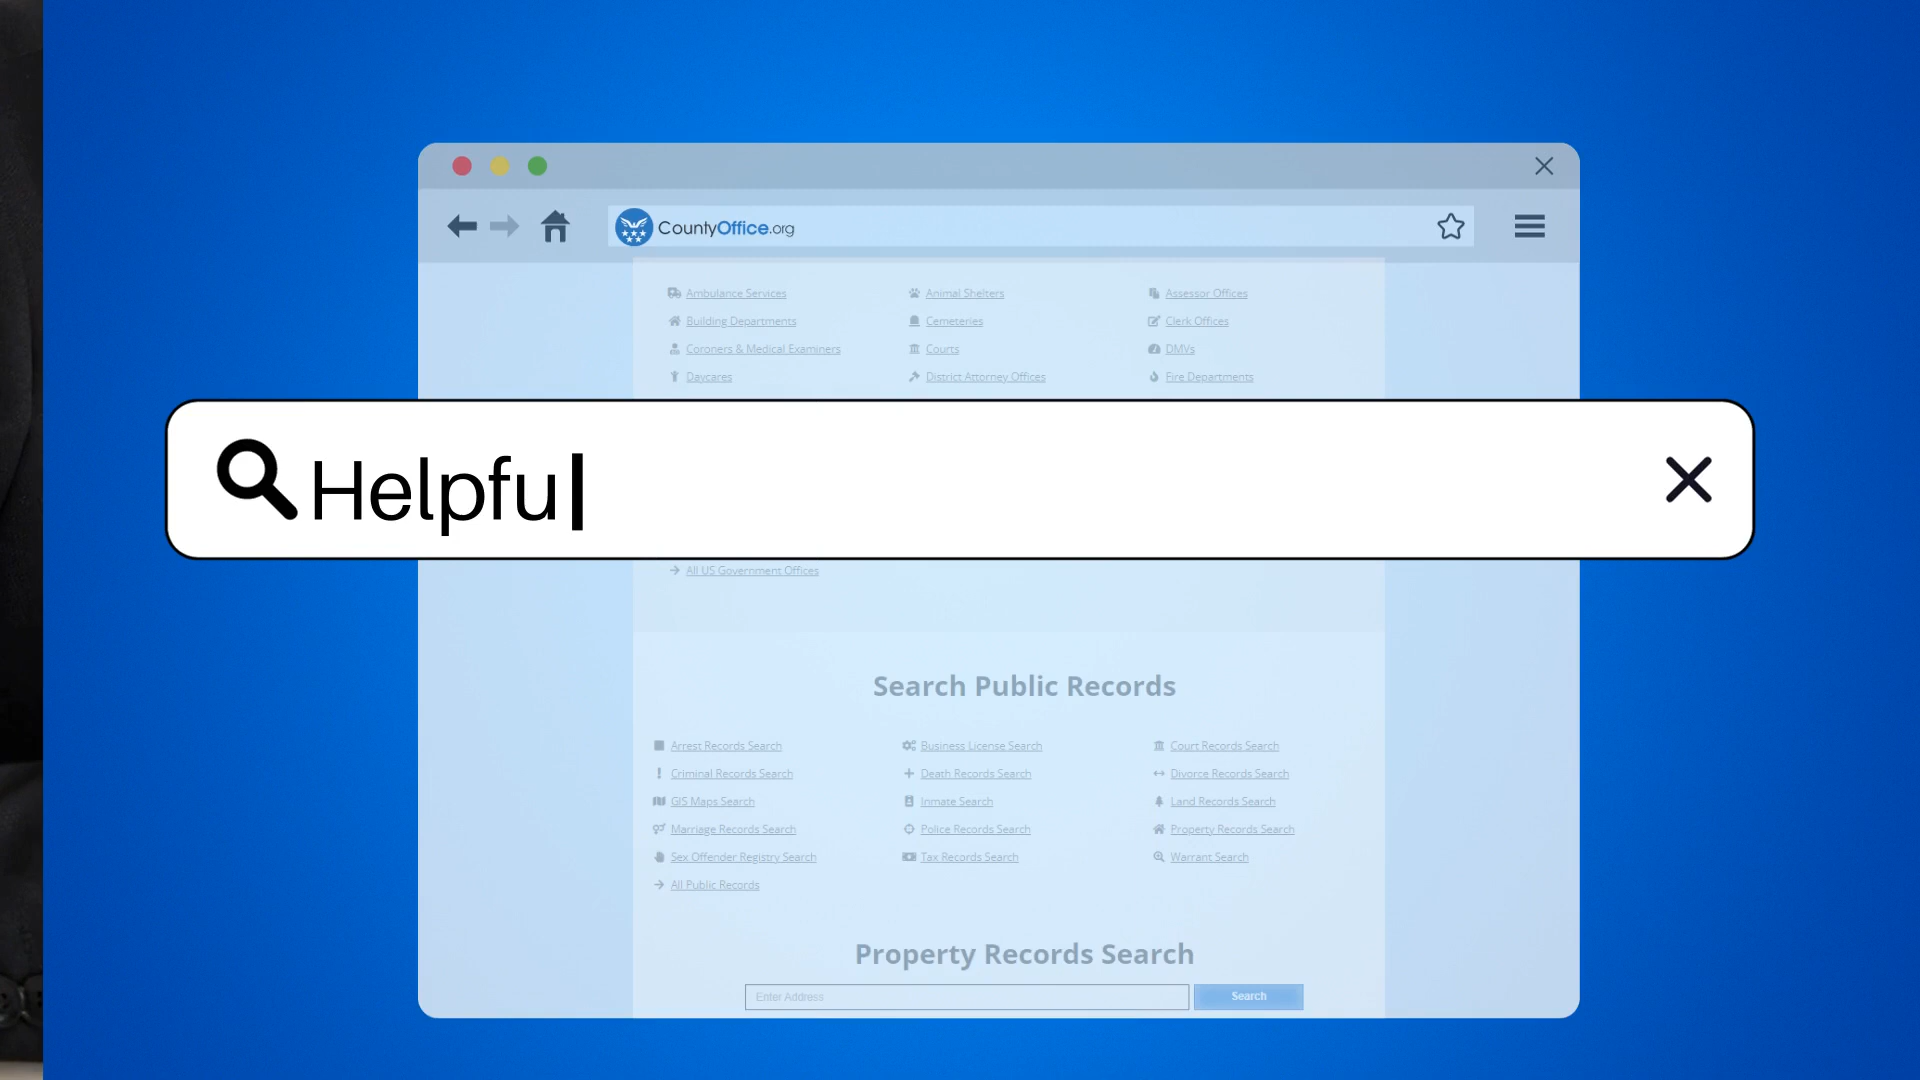 CountyOffice.org
Ambulance Services Animal Shelters Assessor Offices
Building Departments Cemeteries Clerk Offices
Coroners & Medical Examiners Courts DMVs
Daycares District Attorney Offices Fire Departments
Helpfu
All US Government Offices
Search Public Records
Arrest Records Search Business License Search Court Records Search
Criminal Records Search Death Records Search Divorce Records Search
GIS Maps Search Inmate Search Land Records Search
Marriage Records Search Police Records Search Property Records Search
Sex Offender Registry Search Tax Records Search Warrant Search
All Public Records
Property Records Search
Enter Address Search